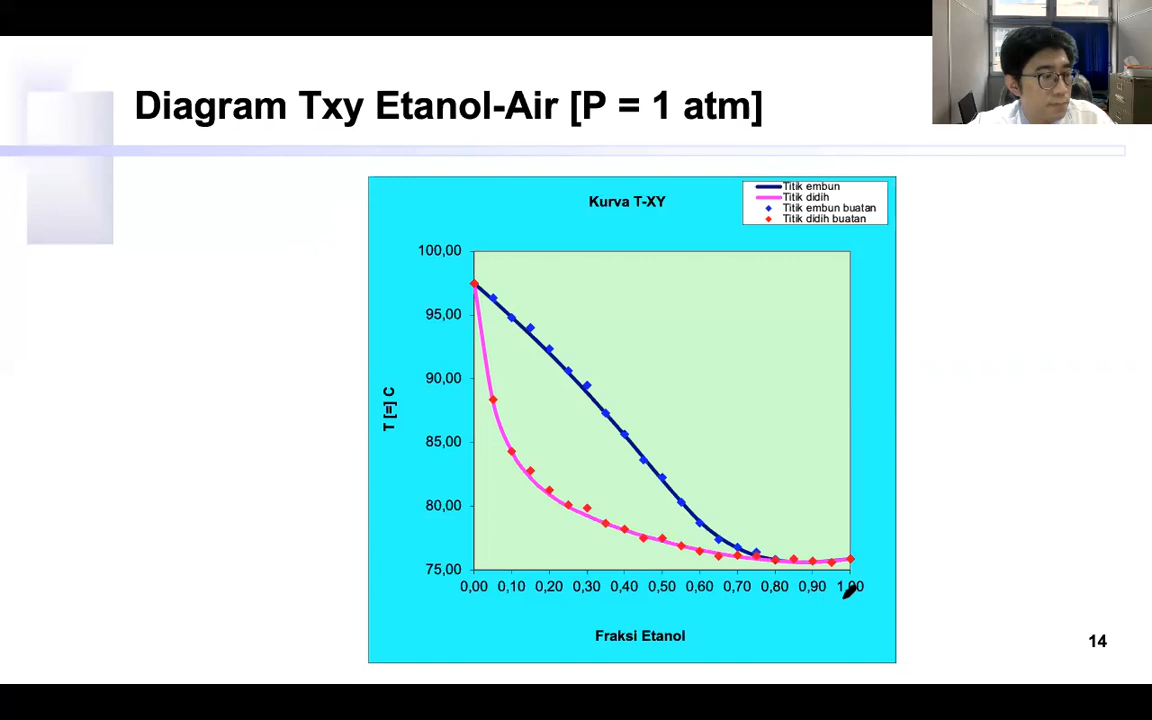 Diagram Txy Etanol-Air [P = 1 atm]
Kurva T-XY
Titik embun
Titik didih
Titik embun buatan
Titik didih buatan
100,00
95,00
90,00
85,00
80,00
75,00
T [=] C
0,00 0,10 0,20 0,30 0,40 0,50 0,60 0,70 0,80 0,90 1,00
Fraksi Etanol
14